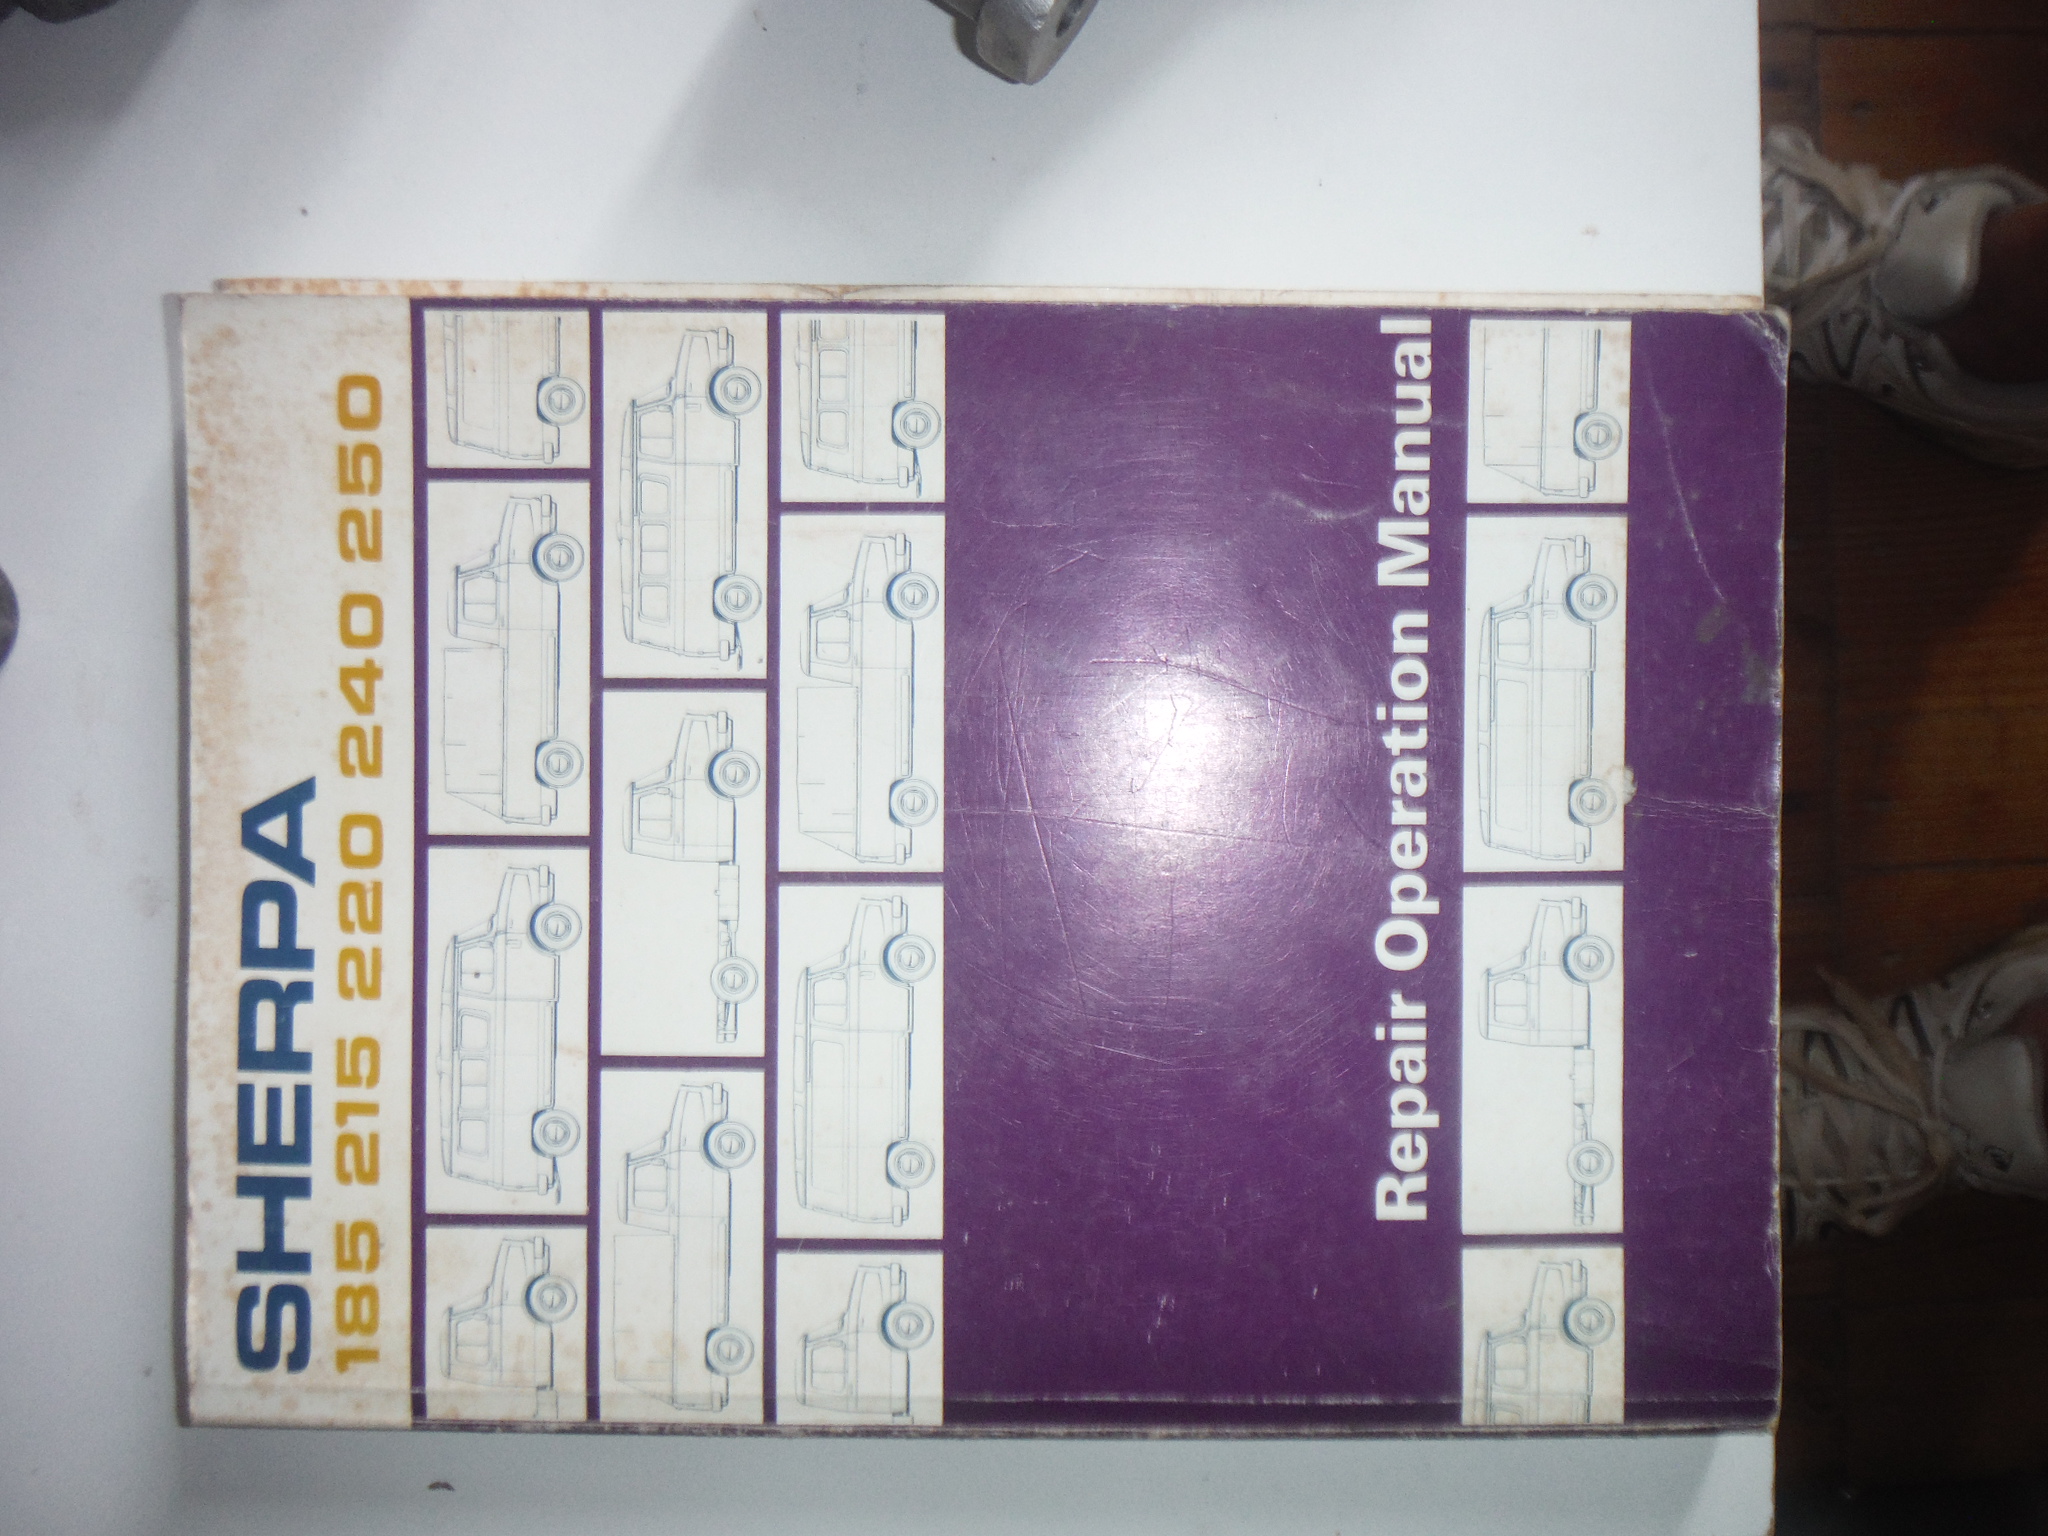 SHERPA
185 215 220 240 250
Repair Operation Manual